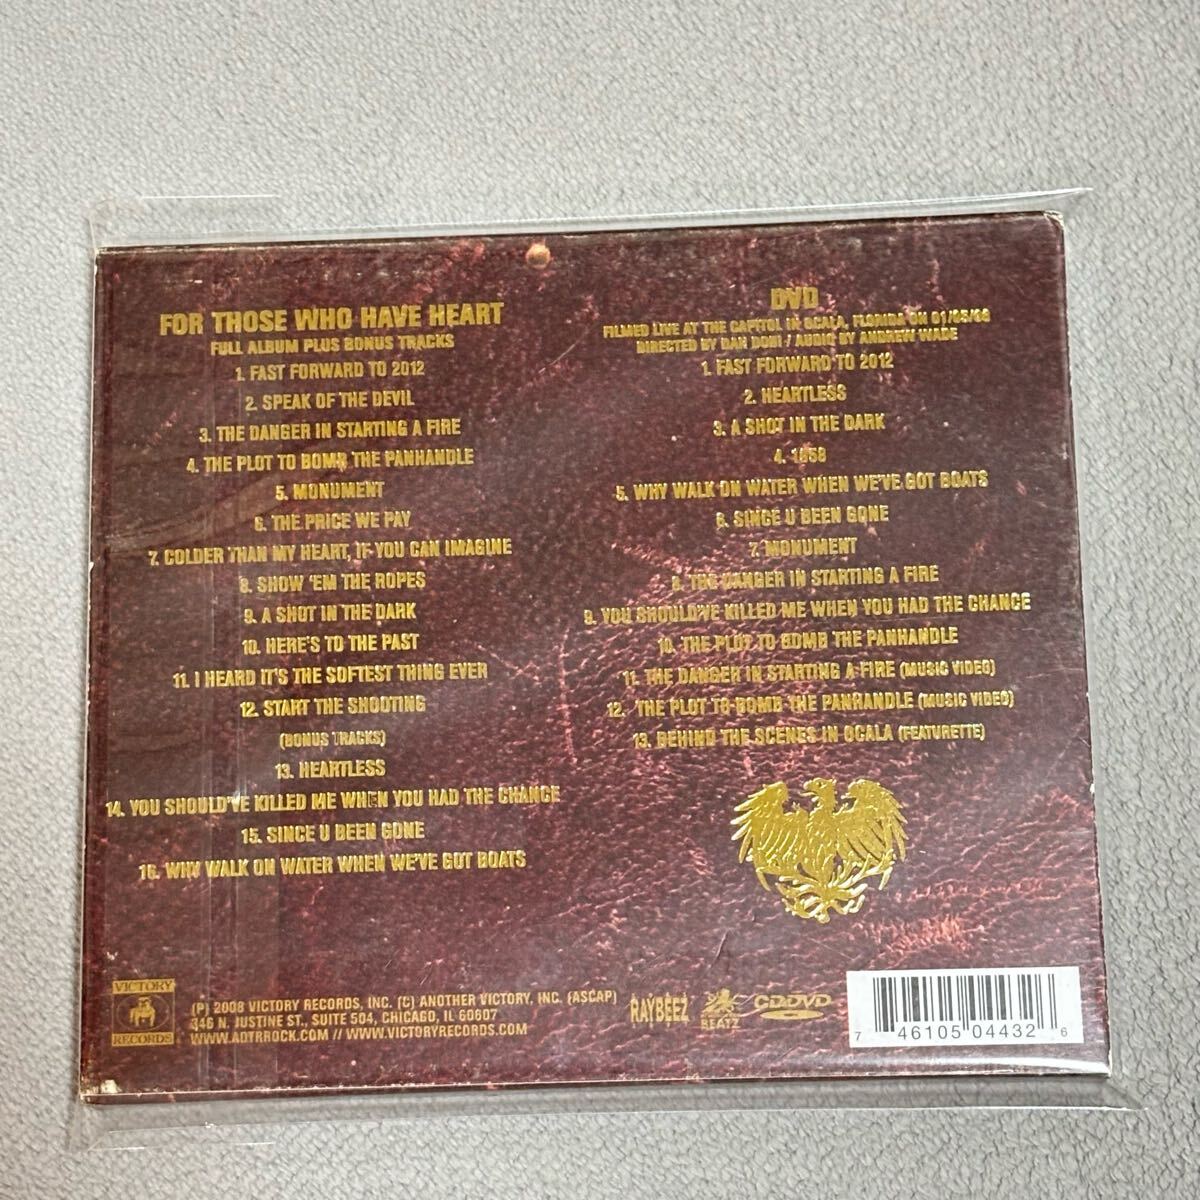 FOR THOSE WHO HAVE HEART
FULL ALBUM PLUS BONUS TRACKS
1. FAST FORWARD TO 2012
2. SPEAK OF THE DEVIL
3. THE DANGER IN STARTING A FIRE
4. THE PLOT TO BOMB THE PANHANDLE
5. MONUMENT
6. THE PRICE WE PAY
7. COLDER THAN MY HEART, IF YOU CAN IMAGINE
8. SHOW 'EM THE ROPES
9. A SHOT IN THE DARK
10. HERE'S TO THE PAST
11. I HEARD IT'S THE SOFTEST THING EVER
12. START THE SHOOTING
(BONUS TRACKS)
13. HEARTLESS
14. YOU SHOULD'VE KILLED ME WHEN YOU HAD THE CHANCE
15. SINCE U BEEN GONE
16. WHY WALK ON WATER WHEN WE'VE GOT BOATS
DVD
FILMED LIVE AT THE CAPITOL IN OCALA, FLORIDA ON 01/05/08
DIRECTED BY DAN DOBI / AUDIO BY ANDREW WADE
1. FAST FORWARD TO 2012
2. HEARTLESS
3. A SHOT IN THE DARK
4. 1958
5. WHY WALK ON WATER WHEN WE'VE GOT BOATS
6. SINCE U BEEN GONE
7. MONUMENT
8. THE DANGER IN STARTING A FIRE
9. YOU SHOULD'VE KILLED ME WHEN YOU HAD THE CHANCE
10. THE PLOT TO BOMB THE PANHANDLE
11. THE DANGER IN STARTING A FIRE (MUSIC VIDEO)
12. THE PLOT TO BOMB THE PANHANDLE (MUSIC VIDEO)
13. BEHIND THE SCENES IN OCALA (FEATURETTE)
VICTORY
RECORDS
(P) 2008 VICTORY RECORDS, INC. (C) ANOTHER VICTORY, INC. (ASCAP)
346 N. JUSTINE ST., SUITE 504, CHICAGO, IL 60607
WWW.ADTRROCK.COM // WWW.VICTORYRECORDS.COM
RAYBEEZ
BEATZ
CD DVD
7 46105 04432 6